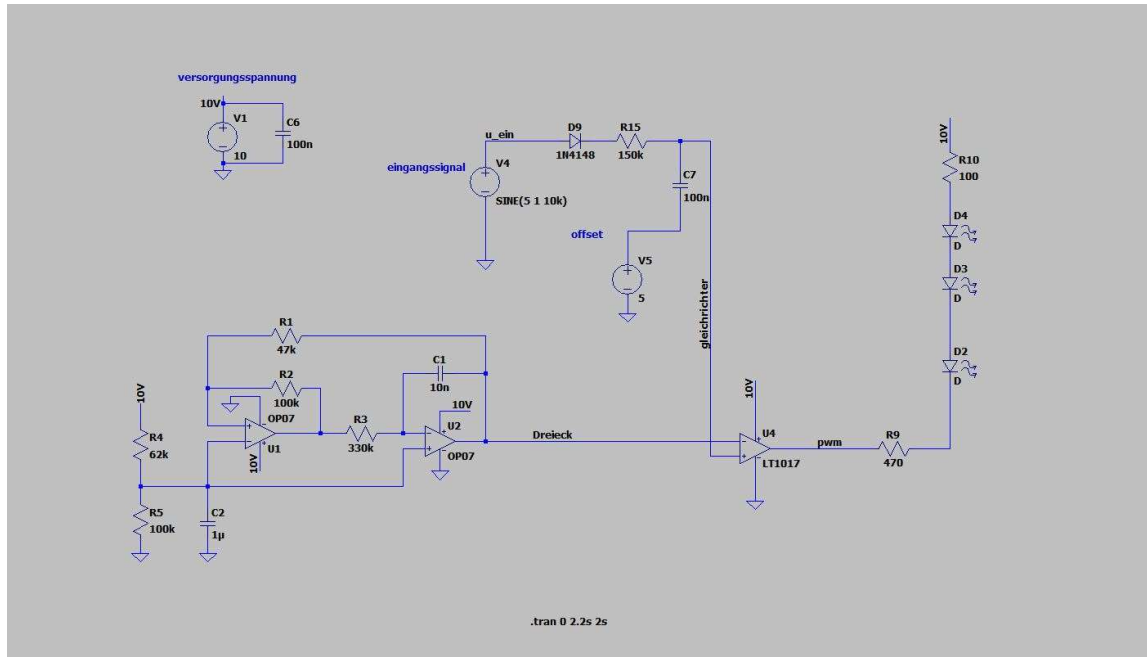 versorgungsspannung
10V
V1
C6
100n
10
u_ein
D9
R15
1N4148
150k
eingangssignal
V4
C7
100n
SINE(5 1 10k)
offset
V5
5
gleichrichter
10V
R10
100
D4
D
D3
D
D2
D
R1
47k
C1
10n
R2
100k
10V
R4
62k
OP07
10V
U1
R3
330k
10V
U2
OP07
Dreieck
10V
U4
LT1017
pwm
R9
470
R5
100k
C2
1µ
.tran 0 2.2s 2s